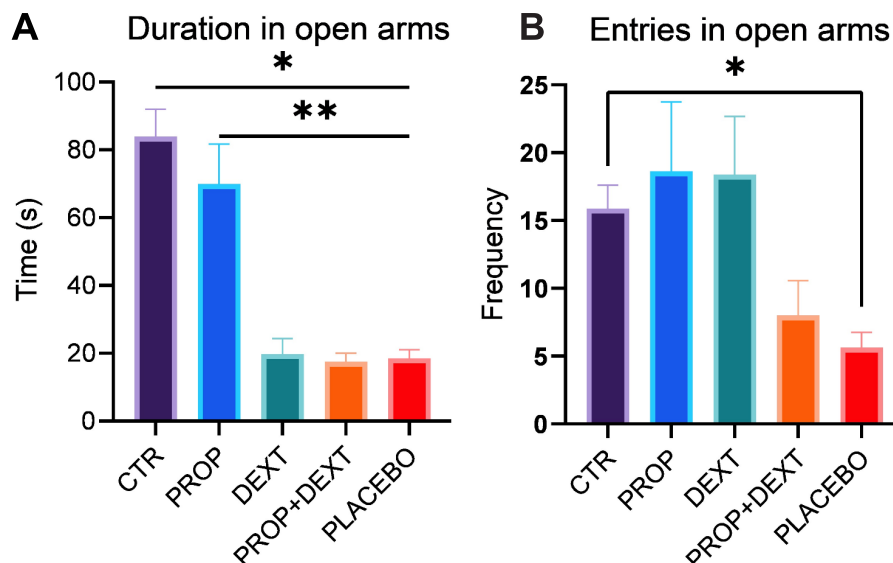 A
Duration in open arms
*
**
Time (s)
100
80
60
40
20
0
CTR
PROP
DEXT
PROP+DEXT
PLACEBO
B
Entries in open arms
*
Frequency
25
20
15
10
5
0
CTR
PROP
DEXT
PROP+DEXT
PLACEBO